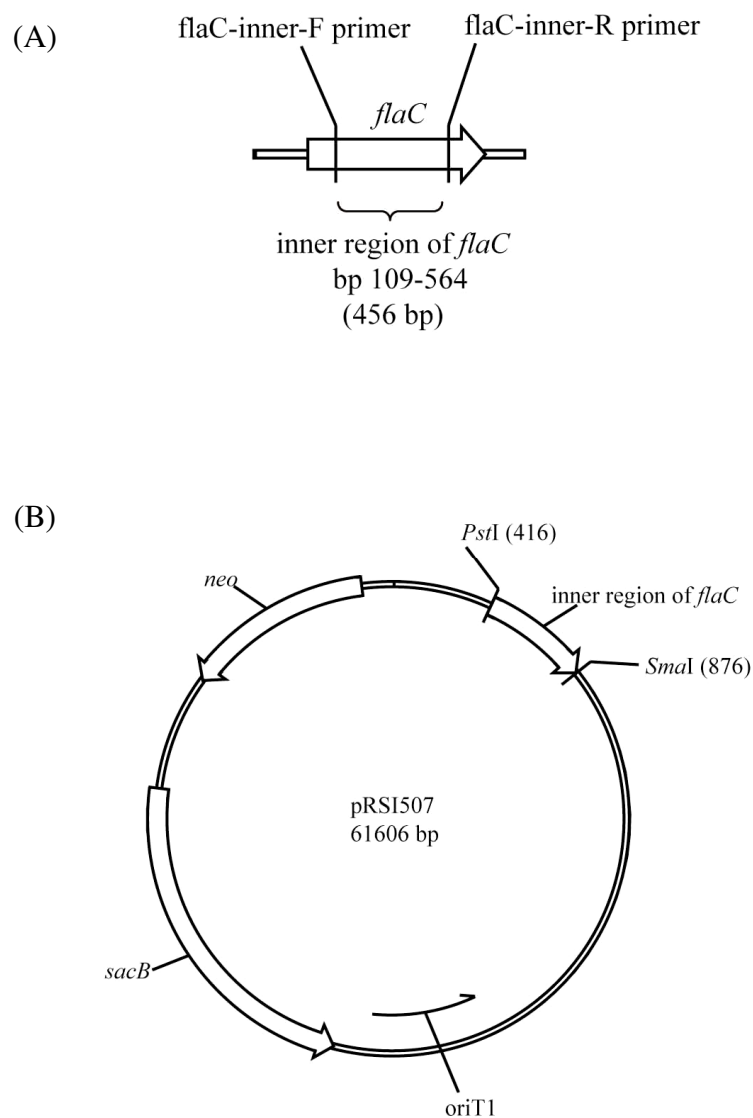 (A)
flaC-inner-F primer
flaC-inner-R primer
flaC
inner region of flaC
bp 109-564
(456 bp)
(B)
PstI (416)
neo
inner region of flaC
SmaI (876)
pRSI507
61606 bp
sacB
oriT1